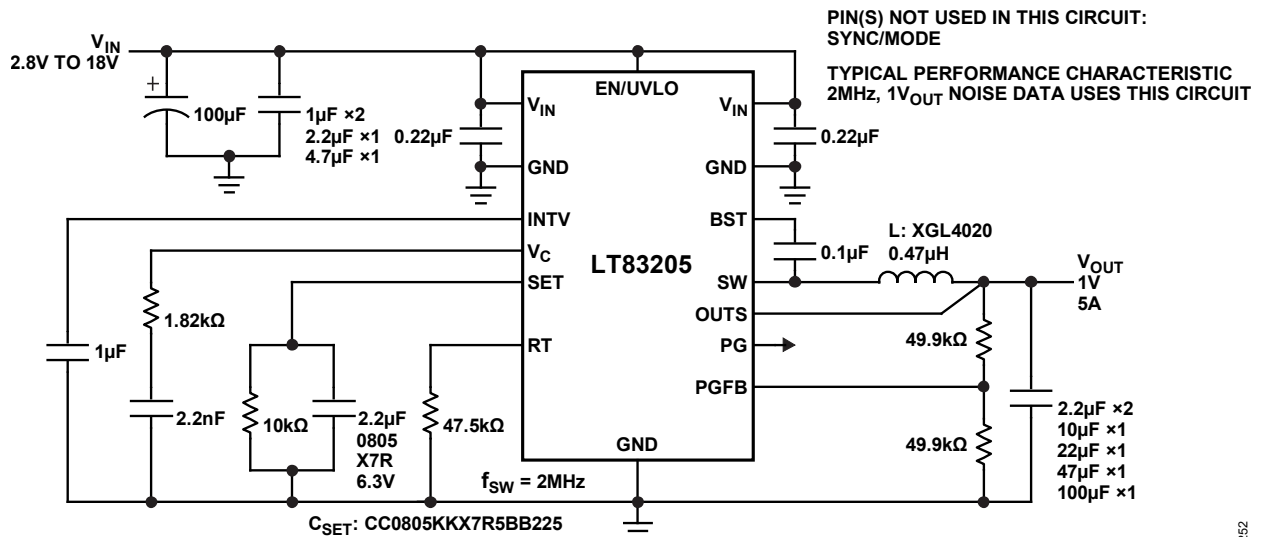 PIN(S) NOT USED IN THIS CIRCUIT:
SYNC/MODE
TYPICAL PERFORMANCE CHARACTERISTIC
2MHz, 1VOUT NOISE DATA USES THIS CIRCUIT
VIN
2.8V TO 18V
+
100µF
1µF ×2
2.2µF ×1
4.7µF ×1
0.22µF
EN/UVLO
VIN
VIN
0.22µF
GND
GND
INTV
BST
VC
L: XGL4020
0.47µH
LT83205
0.1µF
SET
SW
VOUT
1V
5A
OUTS
1.82kΩ
1µF
RT
PG
49.9kΩ
PGFB
2.2nF
10kΩ
2.2µF
0805
X7R
6.3V
47.5kΩ
49.9kΩ
2.2µF ×2
10µF ×1
22µF ×1
47µF ×1
100µF ×1
GND
fSW = 2MHz
CSET: CC0805KKX7R5BB225
252